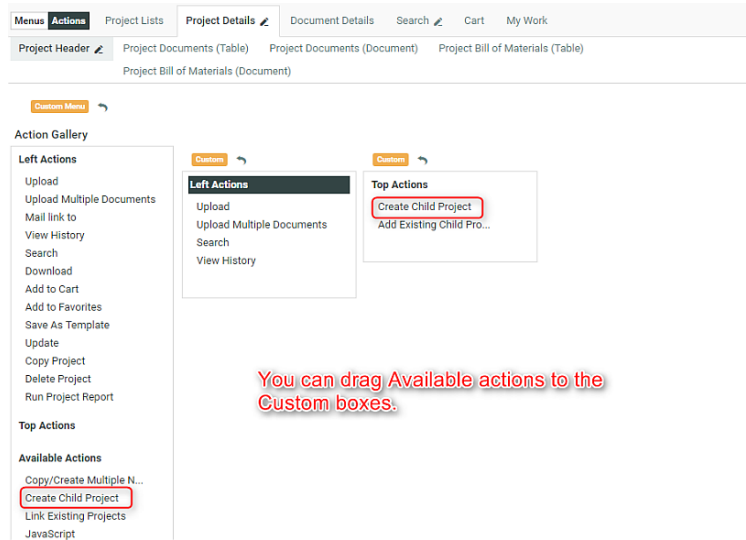 Menus Actions Project Lists Project Details Document Details Search Cart My Work
Project Header Project Documents (Table) Project Documents (Document) Project Bill of Materials (Table)
Project Bill of Materials (Document)
Custom Menu
Action Gallery
Left Actions
Upload
Upload Multiple Documents
Mail link to
View History
Search
Download
Add to Cart
Add to Favorites
Save As Template
Update
Copy Project
Delete Project
Run Project Report
Top Actions
Available Actions
Copy/Create Multiple N...
Create Child Project
Link Existing Projects
JavaScript
Custom
Left Actions
Upload
Upload Multiple Documents
Search
View History
Custom
Top Actions
Create Child Project
Add Existing Child Pro...
You can drag Available actions to the
Custom boxes.